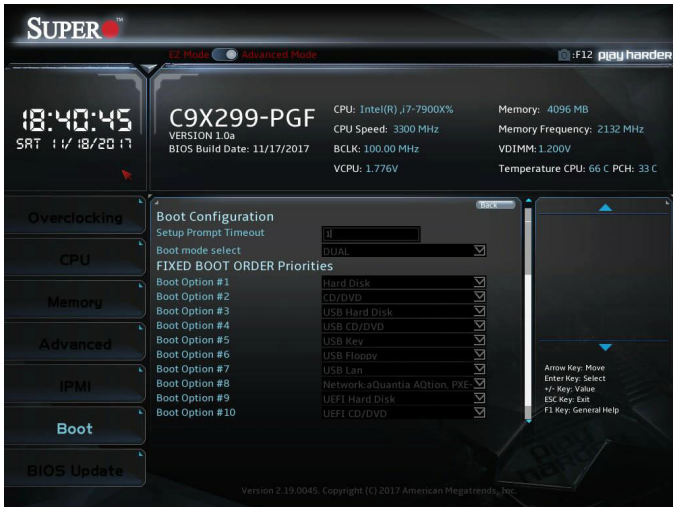 SUPER
TM
EZ Mode Advanced Mode
:F12 play harder
18:40:45
SAT 11/18/2017
C9X299-PGF
VERSION 1.0a
BIOS Build Date: 11/17/2017
CPU: Intel(R) ,i7-7900X%
CPU Speed: 3300 MHz
BCLK: 100.00 MHz
VCPU: 1.776V
Memory: 4096 MB
Memory Frequency: 2132 MHz
VDIMM: 1.200V
Temperature CPU: 66 C PCH: 33 C
Overclocking
CPU
Memory
Advanced
IPMI
Boot
BIOS Update
Back
Boot Configuration
Setup Prompt Timeout 1
Boot mode select DUAL
FIXED BOOT ORDER Priorities
Boot Option #1 Hard Disk
Boot Option #2 CD/DVD
Boot Option #3 USB Hard Disk
Boot Option #4 USB CD/DVD
Boot Option #5 USB Key
Boot Option #6 USB Floppy
Boot Option #7 USB Lan
Boot Option #8 Network:aQuantia AQtion, PXE-
Boot Option #9 UEFI Hard Disk
Boot Option #10 UEFI CD/DVD
Arrow Key: Move
Enter Key: Select
+/- Key: Value
ESC Key: Exit
F1 Key: General Help
Version 2.19.0045. Copyright (C) 2017 American Megatrends, Inc.
play
harder